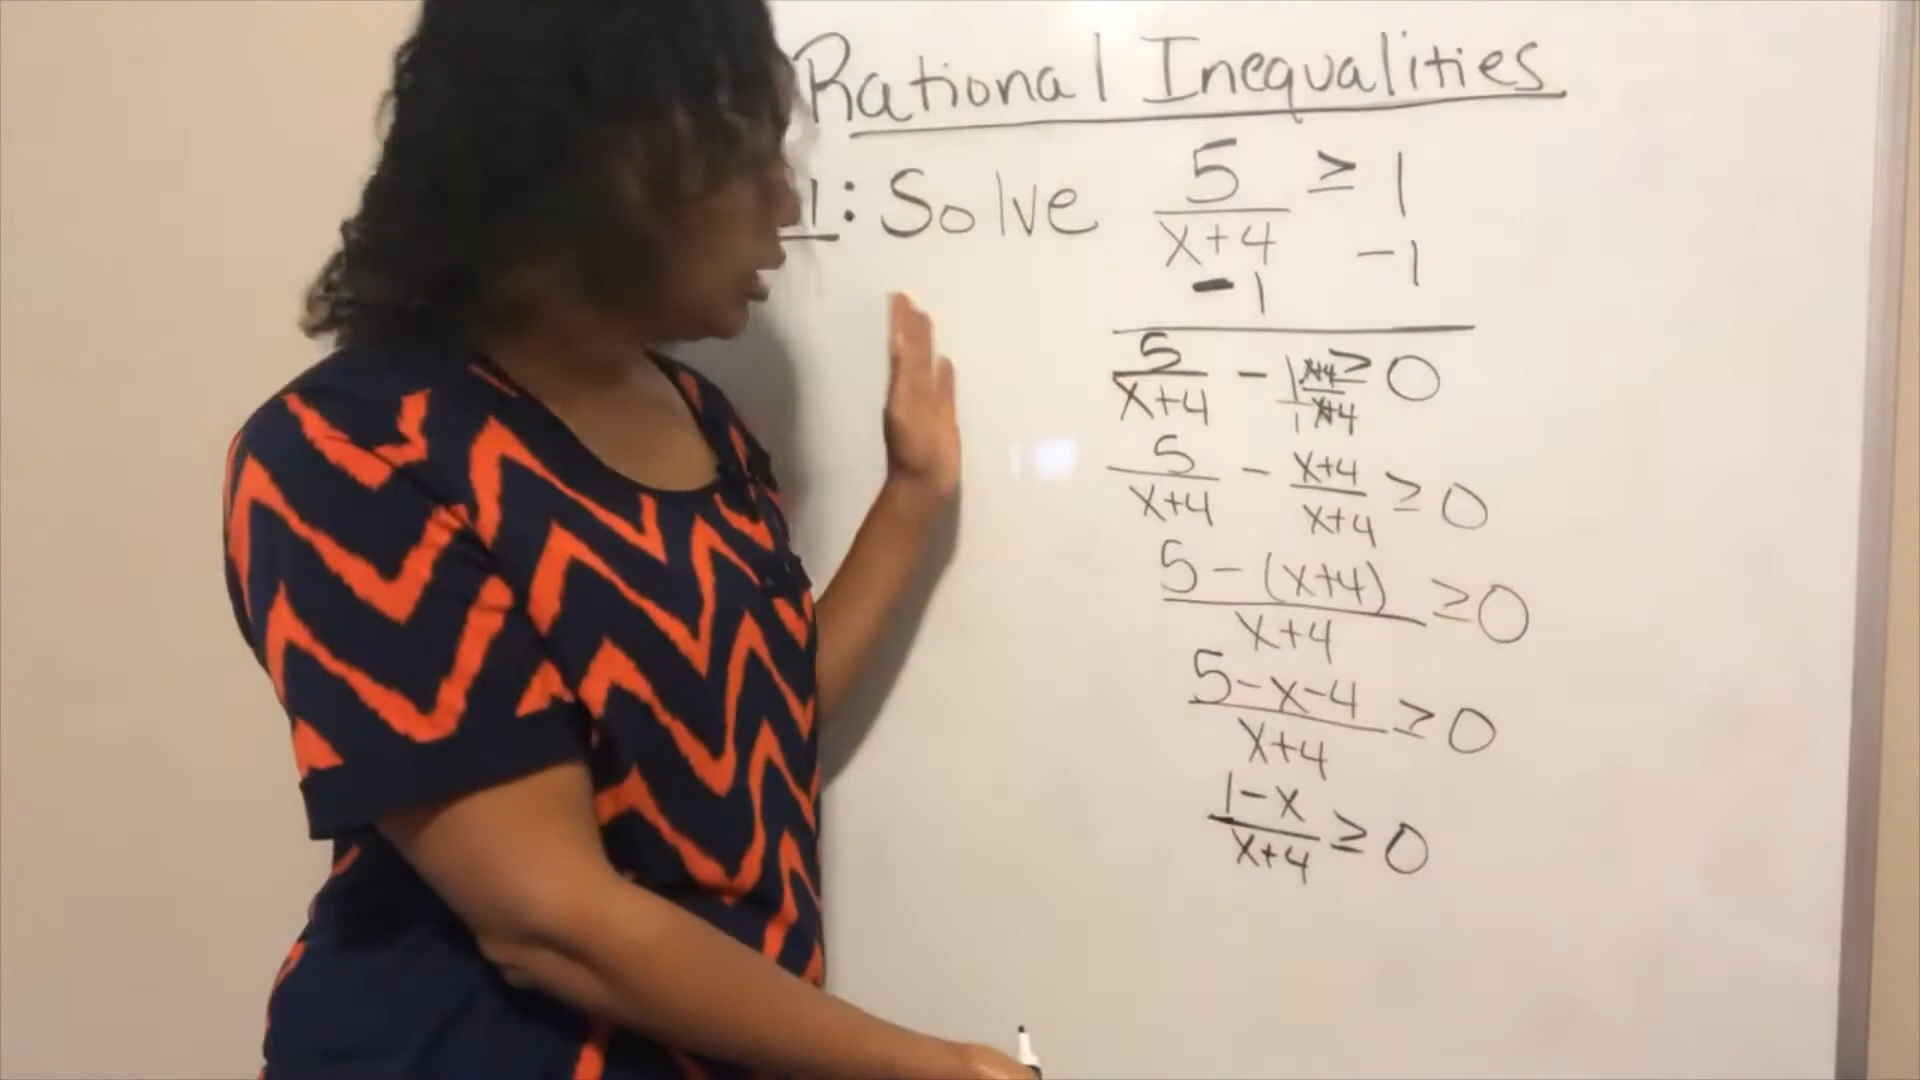 Rational Inequalities
1: Solve 5/(x+4) ≥ 1
-1 -1
5/(x+4) - 1/1 x+4/x+4 ≥ 0
5/(x+4) - (x+4)/(x+4) ≥ 0
(5-(x+4))/(x+4) ≥ 0
(5-x-4)/(x+4) ≥ 0
(1-x)/(x+4) ≥ 0